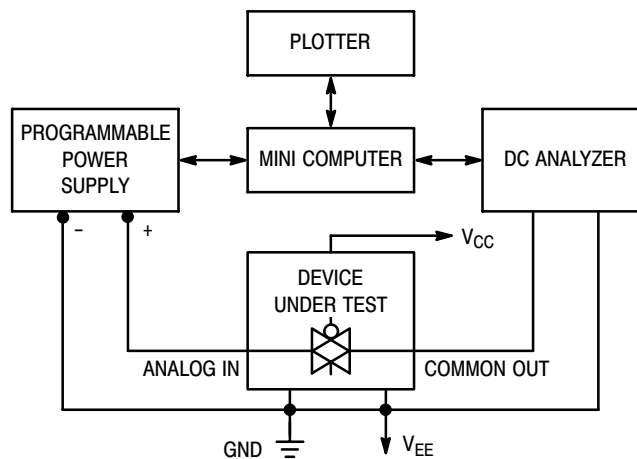 PLOTTER
PROGRAMMABLE
POWER
SUPPLY
MINI COMPUTER
DC ANALYZER
– +
VCC
DEVICE
UNDER TEST
ANALOG IN
COMMON OUT
GND
VEE